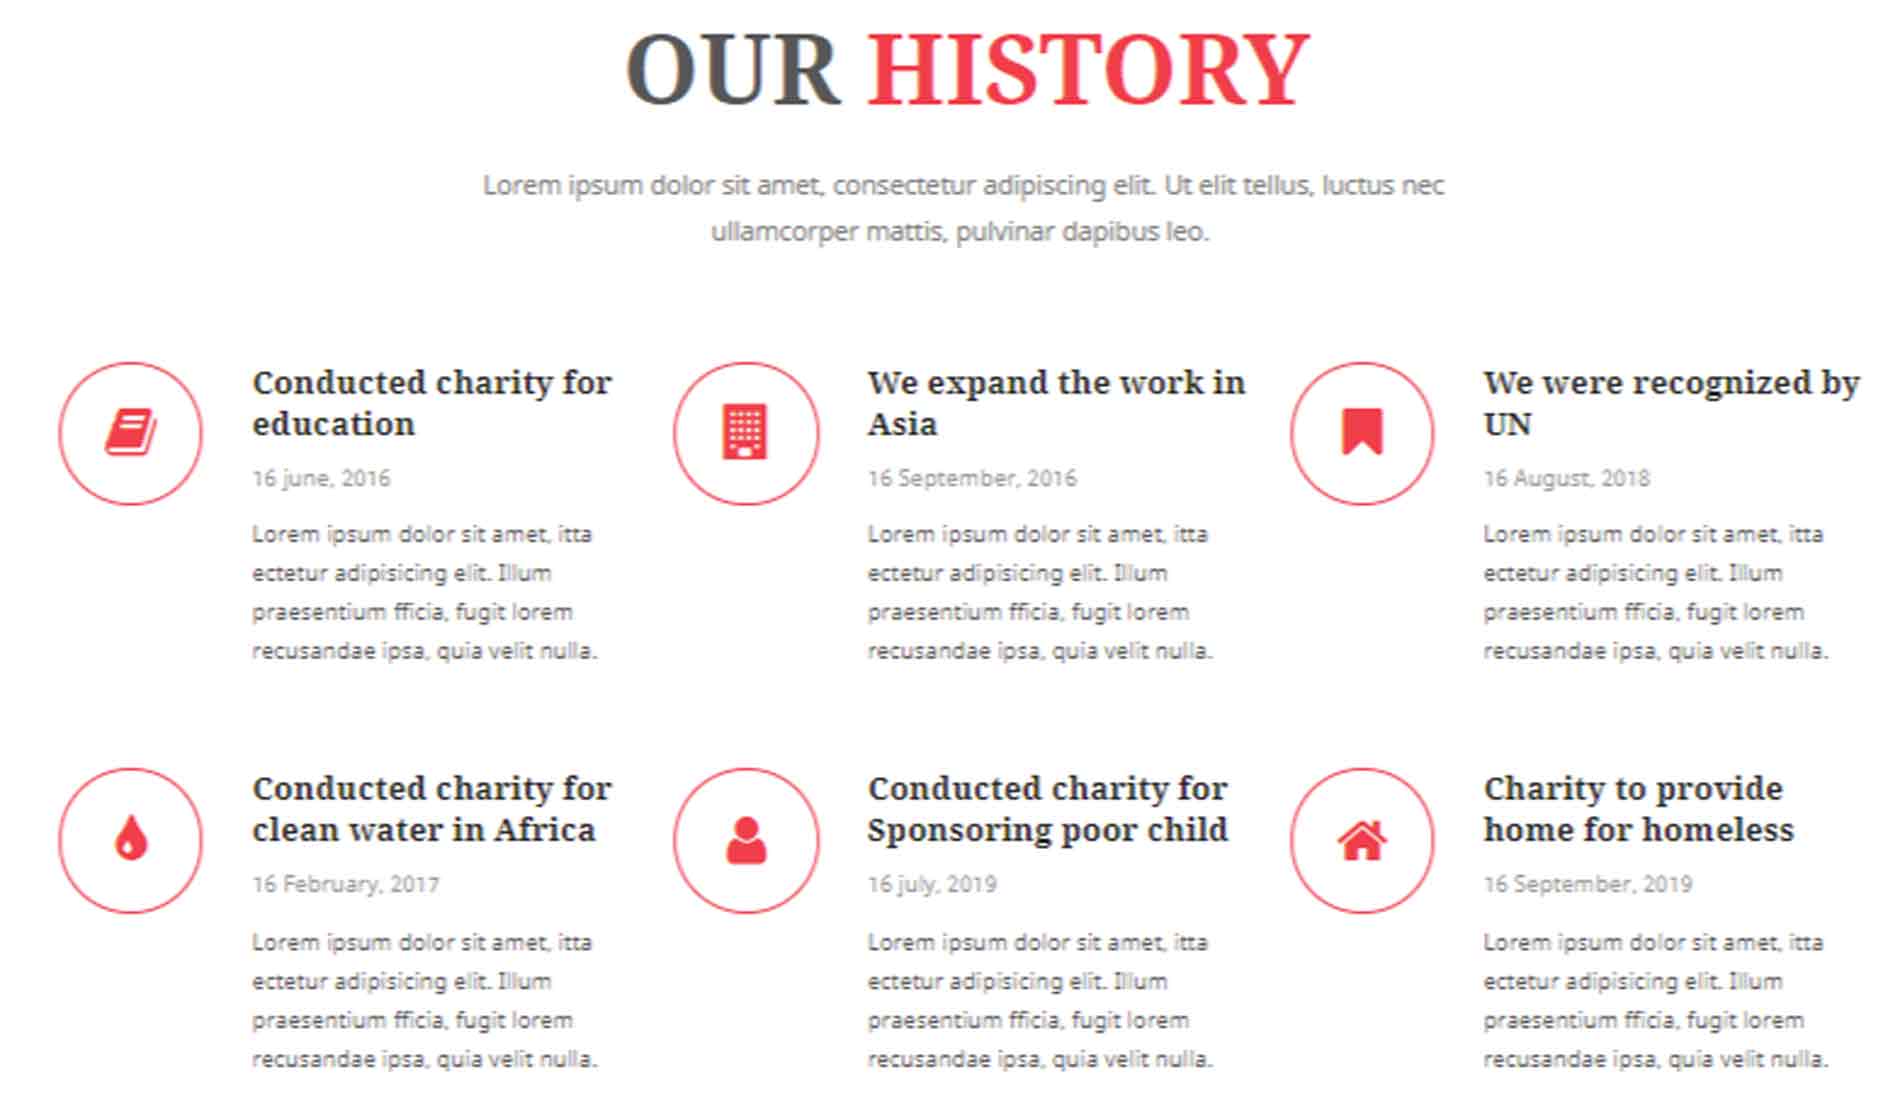 OUR HISTORY
Lorem ipsum dolor sit amet, consectetur adipiscing elit. Ut elit tellus, luctus nec
ullamcorper mattis, pulvinar dapibus leo.
Conducted charity for
education
16 june, 2016
Lorem ipsum dolor sit amet, itta
ectetur adipisicing elit. Illum
praesentium fficia, fugit lorem
recusandae ipsa, quia velit nulla.
We expand the work in
Asia
16 September, 2016
Lorem ipsum dolor sit amet, itta
ectetur adipisicing elit. Illum
praesentium fficia, fugit lorem
recusandae ipsa, quia velit nulla.
We were recognized by
UN
16 August, 2018
Lorem ipsum dolor sit amet, itta
ectetur adipisicing elit. Illum
praesentium fficia, fugit lorem
recusandae ipsa, quia velit nulla.
Conducted charity for
clean water in Africa
16 February, 2017
Lorem ipsum dolor sit amet, itta
ectetur adipisicing elit. Illum
praesentium fficia, fugit lorem
recusandae ipsa, quia velit nulla.
Conducted charity for
Sponsoring poor child
16 july, 2019
Lorem ipsum dolor sit amet, itta
ectetur adipisicing elit. Illum
praesentium fficia, fugit lorem
recusandae ipsa, quia velit nulla.
Charity to provide
home for homeless
16 September, 2019
Lorem ipsum dolor sit amet, itta
ectetur adipisicing elit. Illum
praesentium fficia, fugit lorem
recusandae ipsa, quia velit nulla.